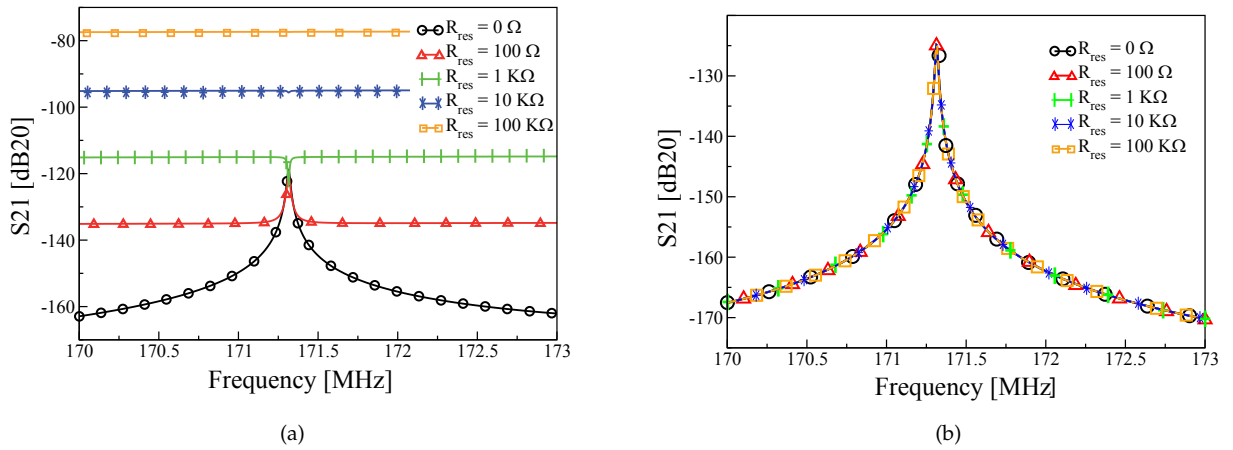 S21 [dB20]
-80
-100
-120
-140
-160
R_res = 0 Ω
R_res = 100 Ω
R_res = 1 KΩ
R_res = 10 KΩ
R_res = 100 KΩ
170 170.5 171 171.5 172 172.5 173
Frequency [MHz]
(a)
S21 [dB20]
-130
-140
-150
-160
-170
R_res = 0 Ω
R_res = 100 Ω
R_res = 1 KΩ
R_res = 10 KΩ
R_res = 100 KΩ
170 170.5 171 171.5 172 172.5 173
Frequency [MHz]
(b)